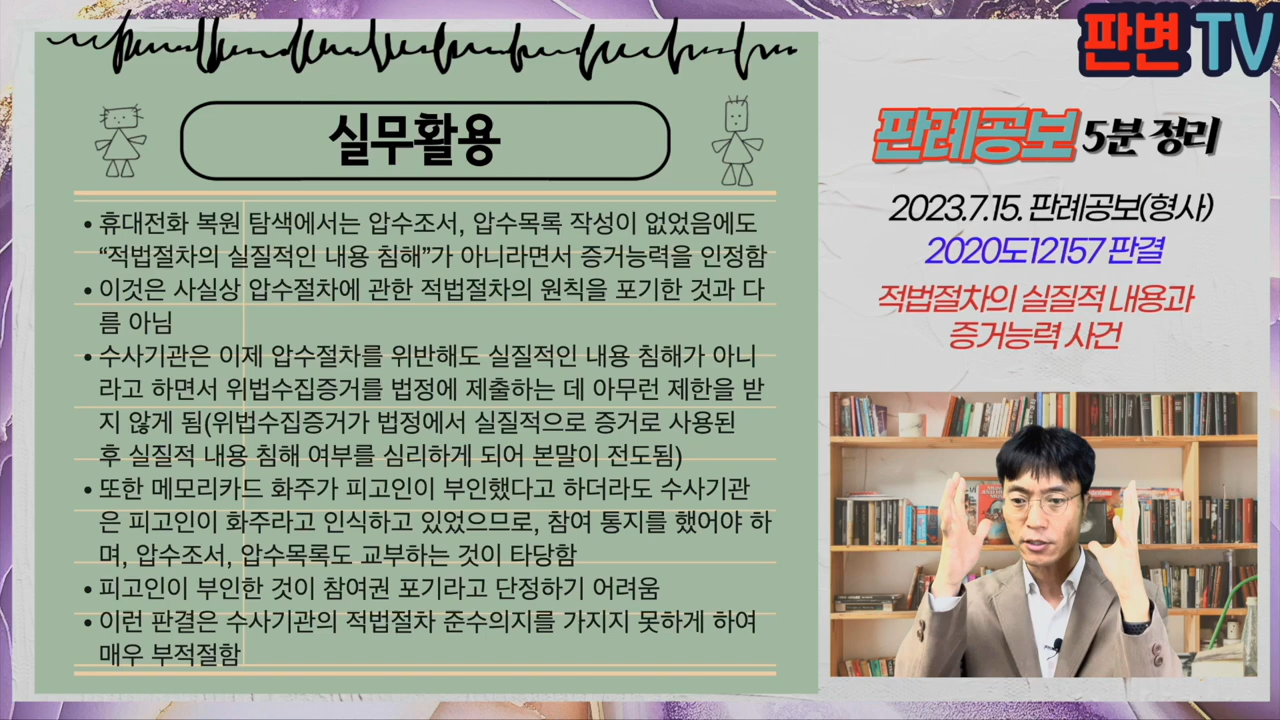 판변 TV
실무활용
• 휴대전화 복원 탐색에서는 압수조서, 압수목록 작성이 없었음에도
“적법절차의 실질적인 내용 침해”가 아니라면서 증거능력을 인정함
• 이것은 사실상 압수절차에 관한 적법절차의 원칙을 포기한 것과 다
름 아님
• 수사기관은 이제 압수절차를 위반해도 실질적인 내용 침해가 아니
라고 하면서 위법수집증거를 법정에 제출하는 데 아무런 제한을 받
지 않게 됨(위법수집증거가 법정에서 실질적으로 증거로 사용된
후 실질적 내용 침해 여부를 심리하게 되어 본말이 전도됨)
• 또한 메모리카드 화주가 피고인이 부인했다고 하더라도 수사기관
은 피고인이 화주라고 인식하고 있었으므로, 참여 통지를 했어야 하
며, 압수조서, 압수목록도 교부하는 것이 타당함
• 피고인이 부인한 것이 참여권 포기라고 단정하기 어려움
• 이런 판결은 수사기관의 적법절차 준수의지를 가지지 못하게 하여
매우 부적절함
판례공보 5분 정리
2023.7.15. 판례공보(형사)
2020도12157 판결
적법절차의 실질적 내용과
증거능력 사건